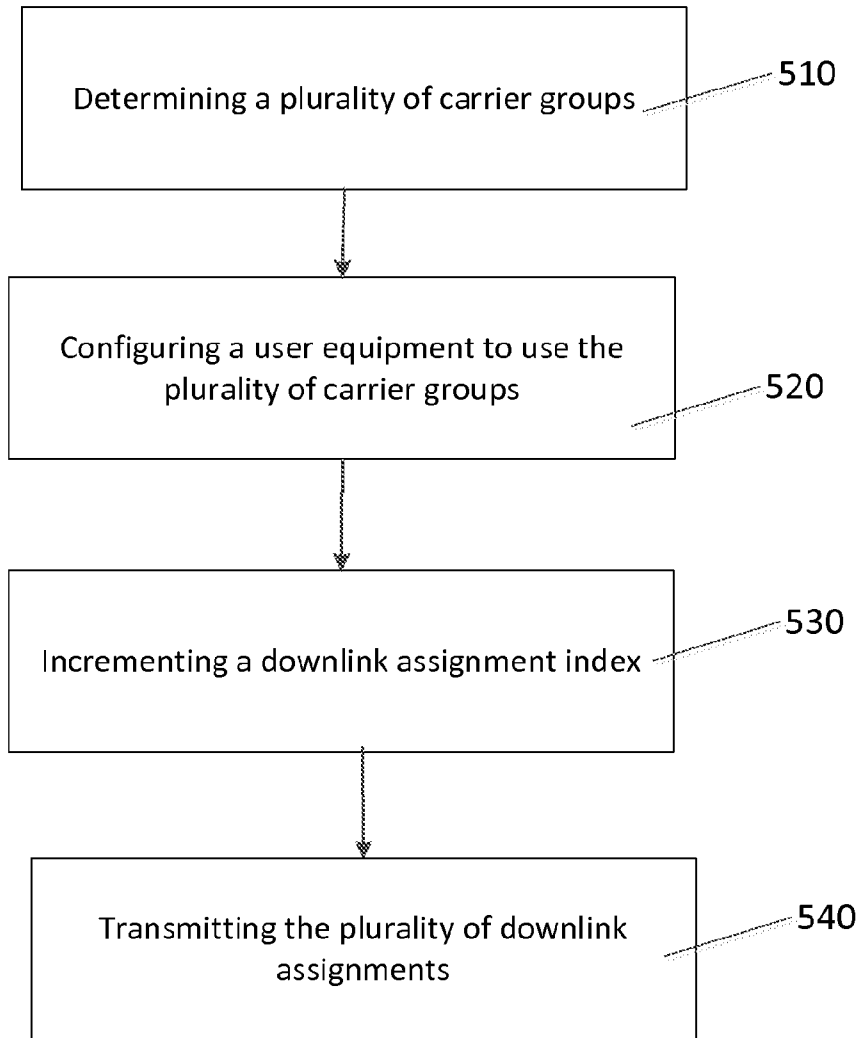 Determining a plurality of carrier groups
510
Configuring a user equipment to use the
plurality of carrier groups
520
Incrementing a downlink assignment index
530
Transmitting the plurality of downlink
assignments
540